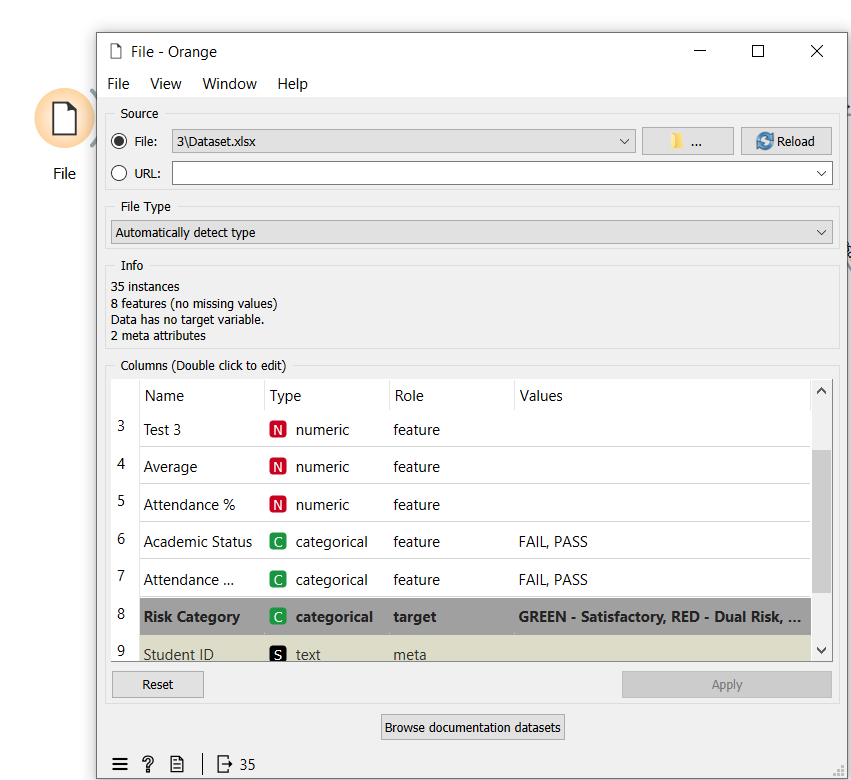 File - Orange
File View Window Help
Source
File: 3\Dataset.xlsx ... Reload
File
URL:
File Type
Automatically detect type
Info
35 instances
8 features (no missing values)
Data has no target variable.
2 meta attributes
Columns (Double click to edit)
Name Type Role Values
3 Test 3 N numeric feature
4 Average N numeric feature
5 Attendance % N numeric feature
6 Academic Status C categorical feature FAIL, PASS
7 Attendance ... C categorical feature FAIL, PASS
8 Risk Category C categorical target GREEN - Satisfactory, RED - Dual Risk, ...
9 Student ID S text meta
Reset Apply
Browse documentation datasets
? 35